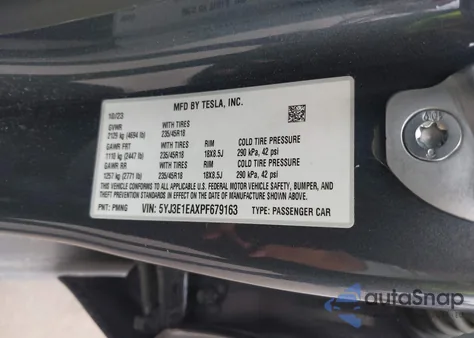 MFD BY TESLA, INC.
10/23
GVWR WITH TIRES
2129 kg (4694 lb) 235/45R18
GAWR FRT WITH TIRES RIM COLD TIRE PRESSURE
1110 kg (2447 lb) 235/45R18 18X8.5J 290 kPa, 42 psi
GAWR RR WITH TIRES RIM COLD TIRE PRESSURE
1257 kg (2771 lb) 235/45R18 18X8.5J 290 kPa, 42 psi
THIS VEHICLE CONFORMS TO ALL APPLICABLE U.S. FEDERAL MOTOR VEHICLE SAFETY, BUMPER, AND
THEFT PREVENTION STANDARDS IN EFFECT ON THE DATE OF MANUFACTURE SHOWN ABOVE.
PNT: PMNG VIN: 5YJ3E1EAXPF679163 TYPE: PASSENGER CAR
autoSnap